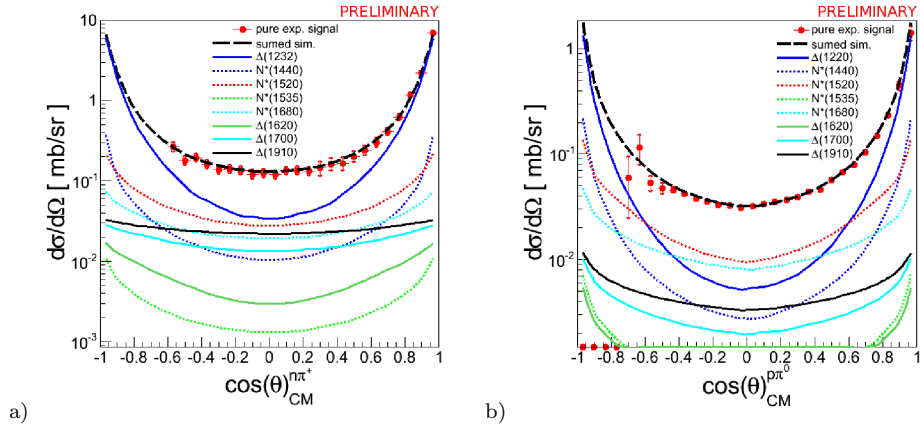 PRELIMINARY
dσ/dΩ [ mb/sr]
10
1
10⁻¹
10⁻²
10⁻³
pure exp. signal
sumed sim.
Δ(1232)
N*(1440)
N*(1520)
N*(1535)
N*(1680)
Δ(1620)
Δ(1700)
Δ(1910)
-1 -0.8 -0.6 -0.4 -0.2 0 0.2 0.4 0.6 0.8 1
cos(θ)ⁿπ⁺CM
a)
PRELIMINARY
dσ/dΩ [ mb/sr]
1
10⁻¹
10⁻²
pure exp. signal
sumed sim.
Δ(1220)
N*(1440)
N*(1520)
N*(1535)
N*(1680)
Δ(1620)
Δ(1700)
Δ(1910)
-1 -0.8 -0.6 -0.4 -0.2 0 0.2 0.4 0.6 0.8 1
cos(θ)ᵖπ⁰CM
b)